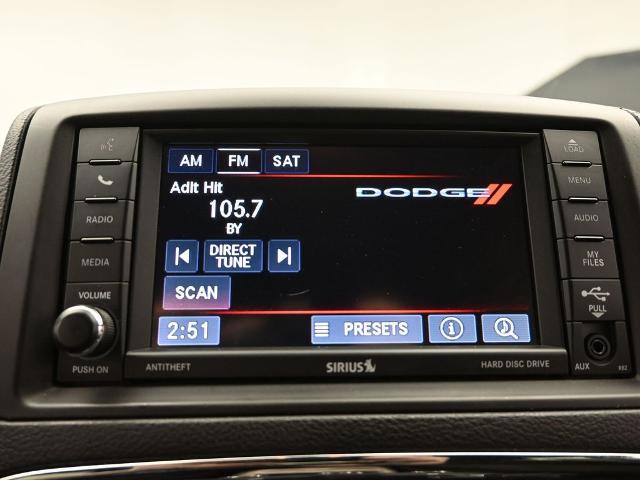 LOAD
AM FM SAT
MENU
Adlt Hit
DODGE
105.7
RADIO
AUDIO
BY
DIRECT
TUNE
MEDIA
MY
FILES
SCAN
VOLUME
PULL
2:51
PRESETS
PUSH ON
ANTITHEFT
SIRIUS
HARD DISC DRIVE
AUX